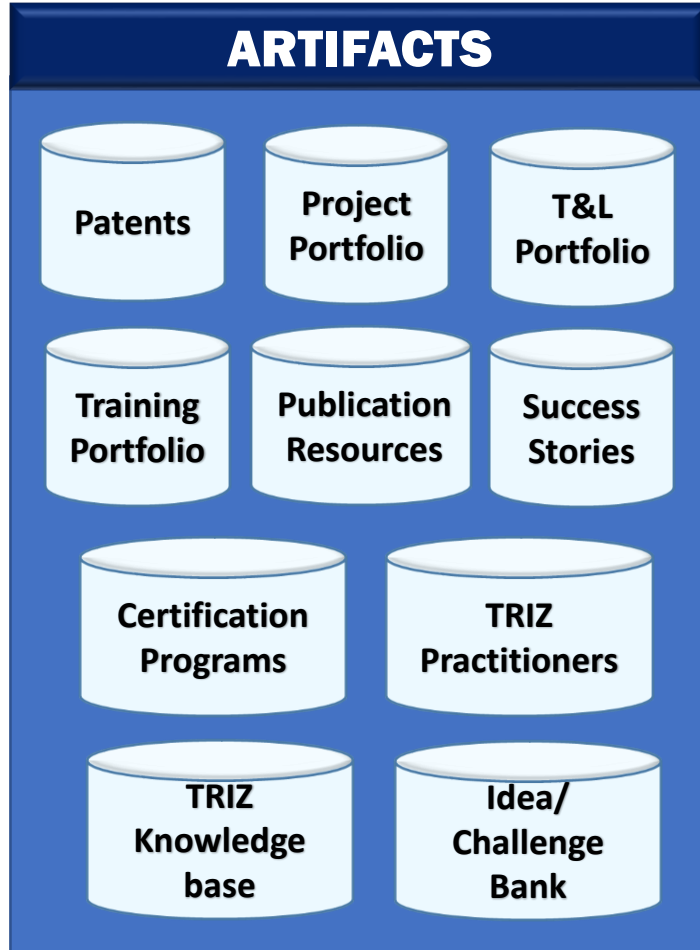 ARTIFACTS
Patents
Project
Portfolio
T&L
Portfolio
Training
Portfolio
Publication
Resources
Success
Stories
Certification
Programs
TRIZ
Practitioners
TRIZ
Knowledge
base
Idea/
Challenge
Bank